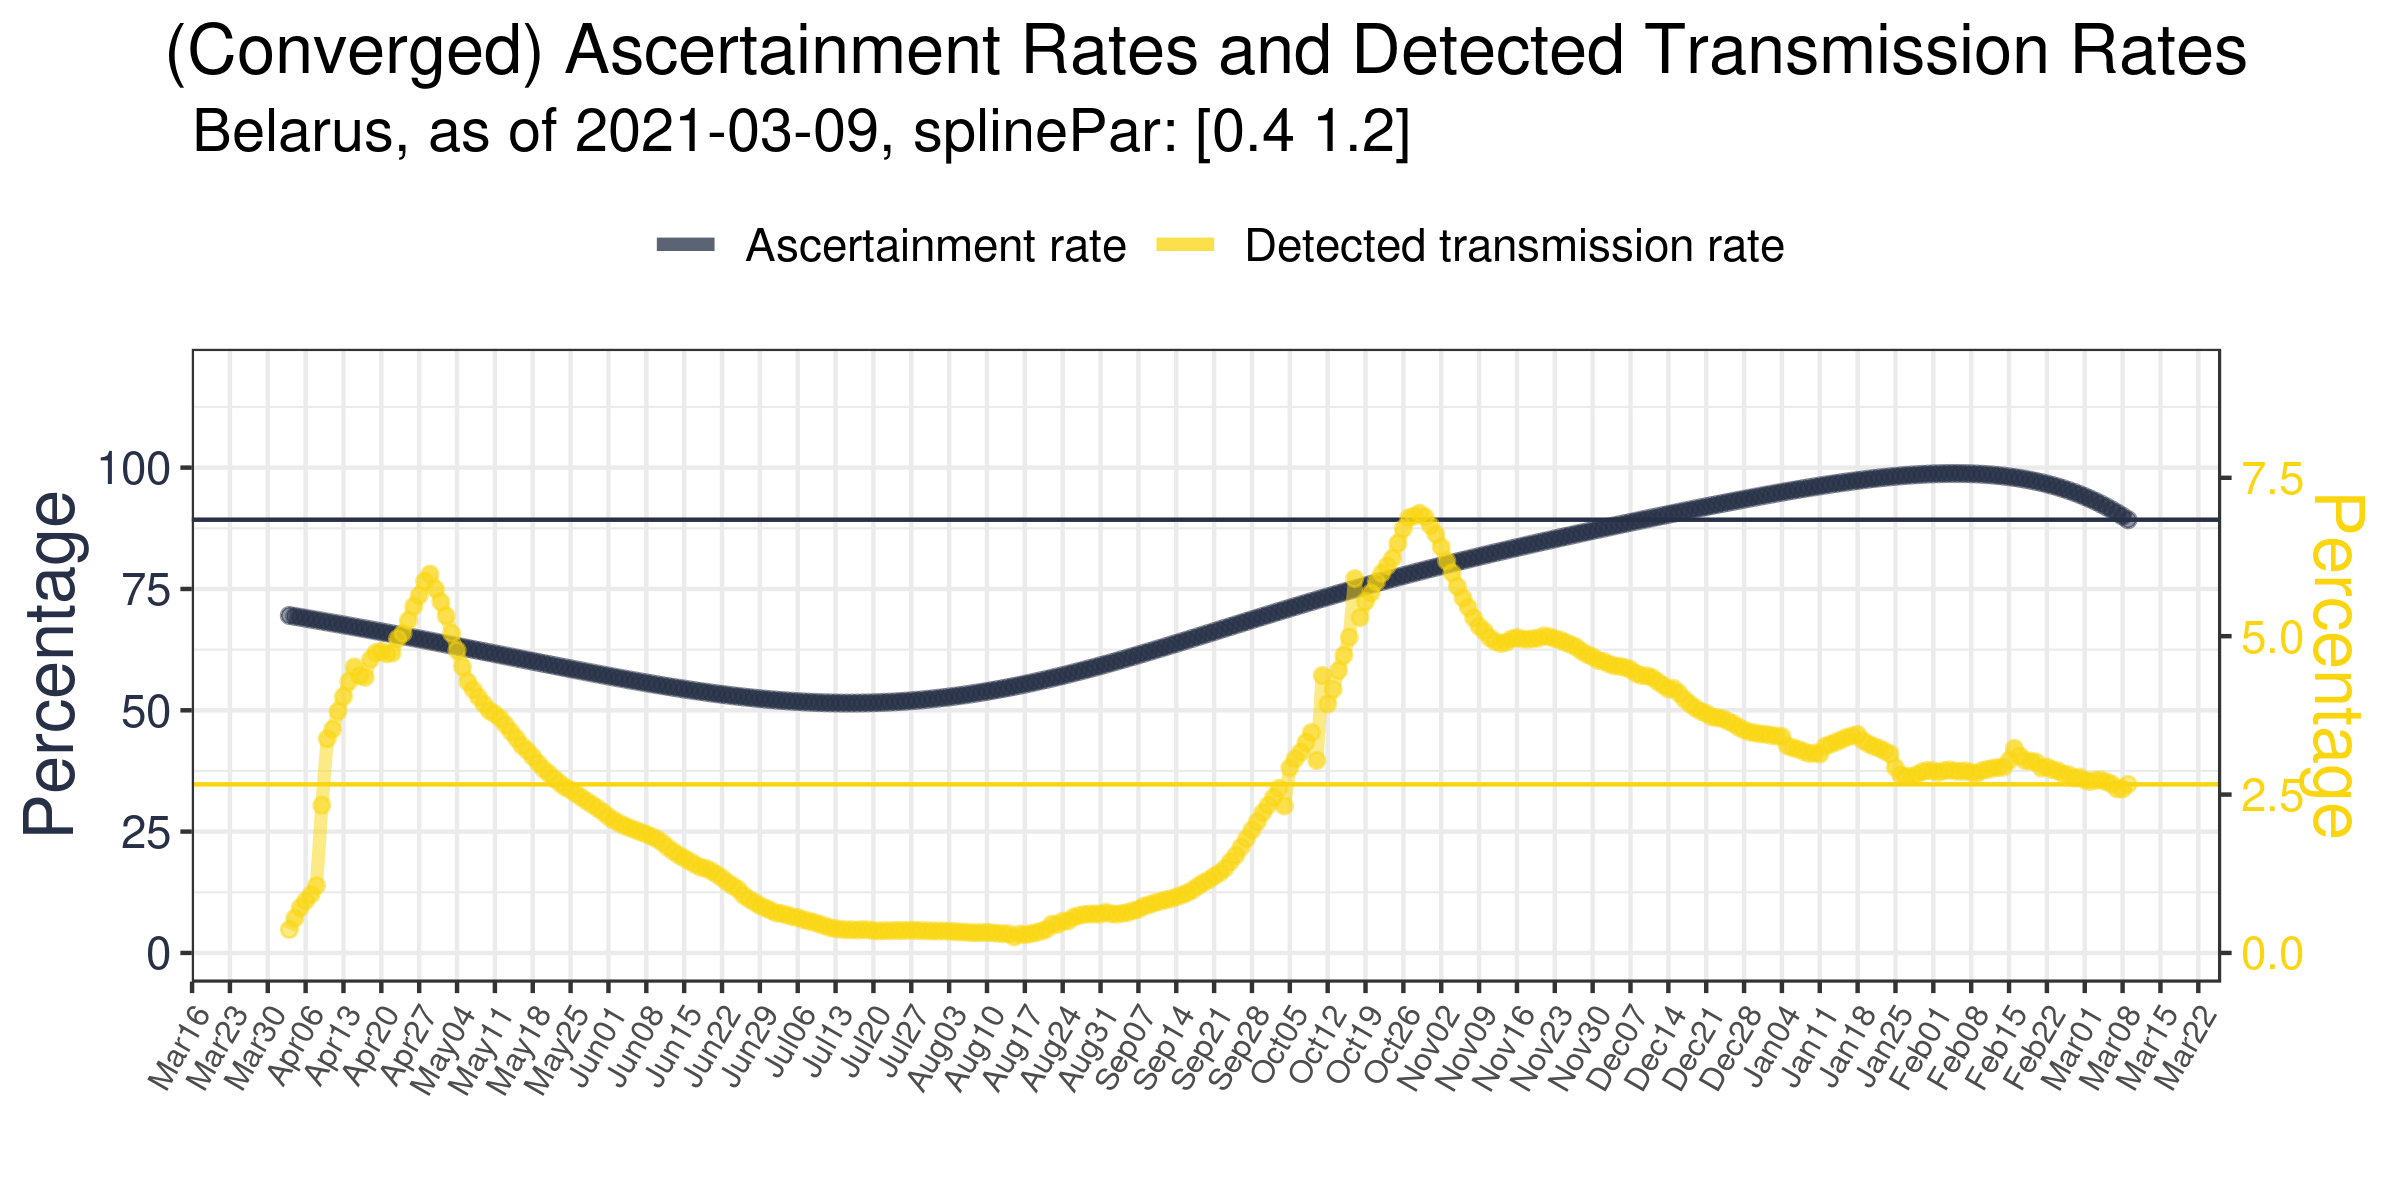 (Converged) Ascertainment Rates and Detected Transmission Rates
Belarus, as of 2021-03-09, splinePar: [0.4 1.2]
Ascertainment rate
Detected transmission rate
Percentage
100
75
50
25
0
7.5
5.0
2.5
0.0
Percentage
Mar16
Mar23
Mar30
Apr06
Apr13
Apr20
Apr27
May04
May11
May18
May25
Jun01
Jun08
Jun15
Jun22
Jun29
Jul06
Jul13
Jul20
Jul27
Aug03
Aug10
Aug17
Aug24
Aug31
Sep07
Sep14
Sep21
Sep28
Oct05
Oct12
Oct19
Oct26
Nov02
Nov09
Nov16
Nov23
Nov30
Dec07
Dec14
Dec21
Dec28
Jan04
Jan11
Jan18
Jan25
Feb01
Feb08
Feb15
Feb22
Mar01
Mar08
Mar15
Mar22